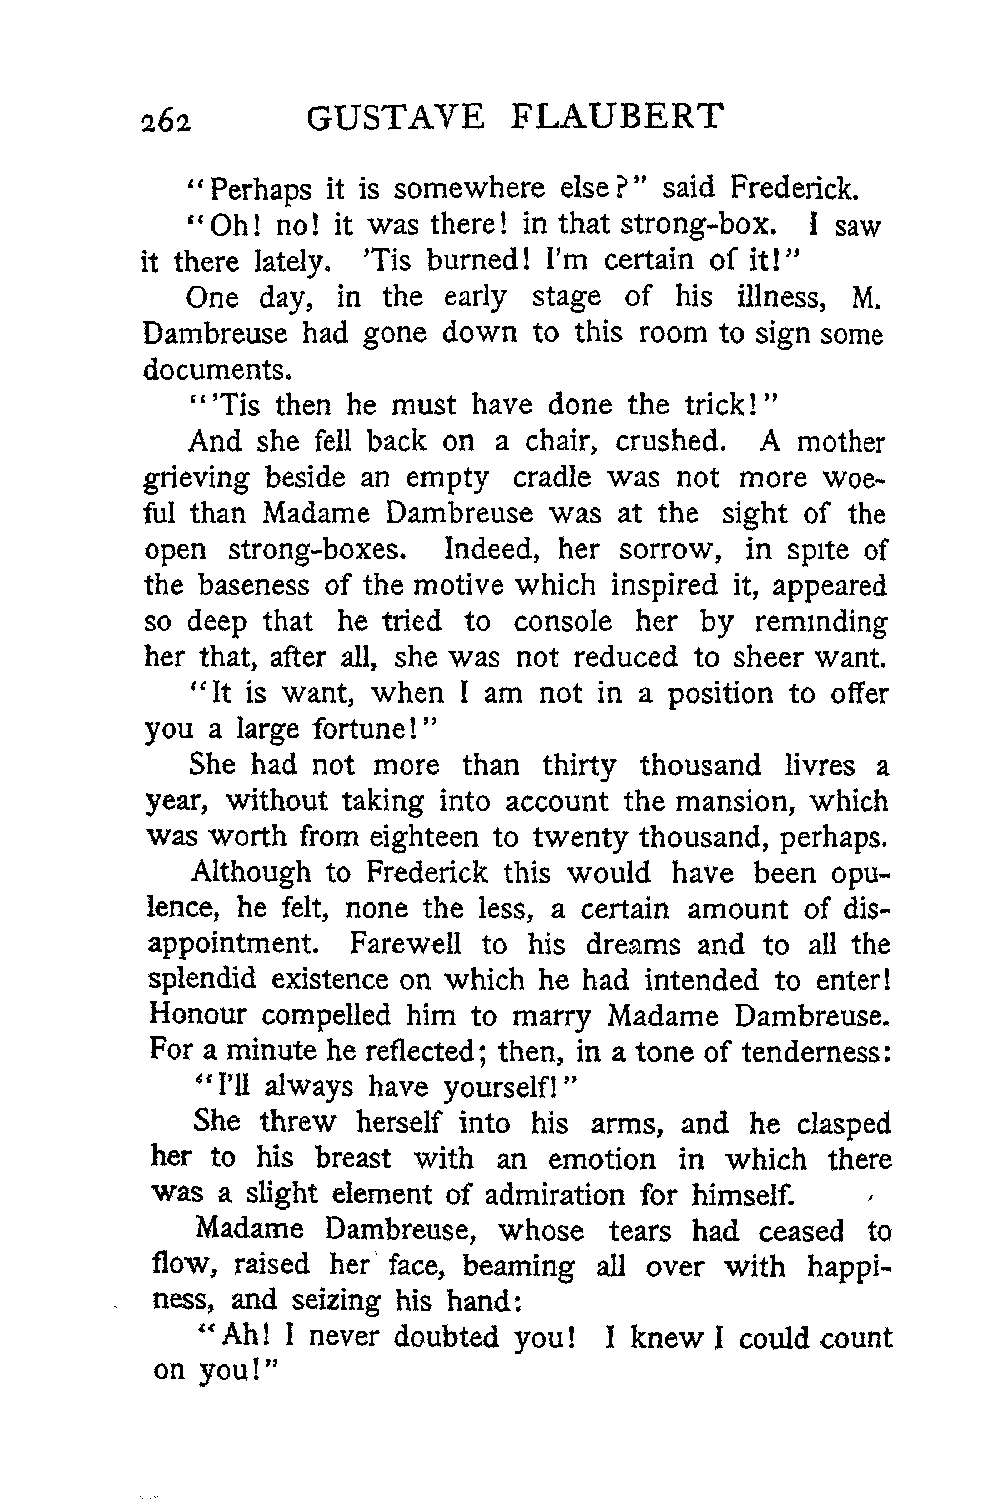 262 GUSTAVE FLAUBERT
“Perhaps it is somewhere else?” said Frederick.
“Oh! no! it was there! in that strong-box. I saw
it there lately. ’Tis burned! I'm certain of it!”
One day, in the early stage of his illness, M.
Dambreuse had gone down to this room to sign some
documents.
“’Tis then he must have done the trick!”
And she fell back on a chair, crushed. A mother
grieving beside an empty cradle was not more woe-
ful than Madame Dambreuse was at the sight of the
open strong-boxes. Indeed, her sorrow, in spite of
the baseness of the motive which inspired it, appeared
so deep that he tried to console her by reminding
her that, after all, she was not reduced to sheer want.
“It is want, when I am not in a position to offer
you a large fortune!”
She had not more than thirty thousand livres a
year, without taking into account the mansion, which
was worth from eighteen to twenty thousand, perhaps.
Although to Frederick this would have been opu-
lence, he felt, none the less, a certain amount of dis-
appointment. Farewell to his dreams and to all the
splendid existence on which he had intended to enter!
Honour compelled him to marry Madame Dambreuse.
For a minute he reflected; then, in a tone of tenderness:
“I’ll always have yourself!”
She threw herself into his arms, and he clasped
her to his breast with an emotion in which there
was a slight element of admiration for himself.
Madame Dambreuse, whose tears had ceased to
flow, raised her face, beaming all over with happi-
ness, and seizing his hand:
“Ah! I never doubted you! I knew I could count
on you!”